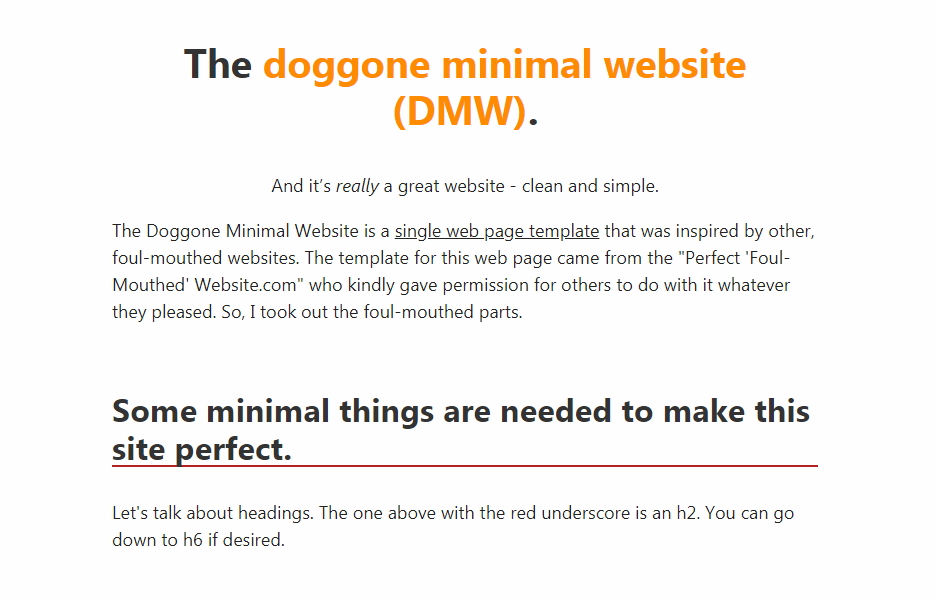 The doggone minimal website
(DMW).
And it’s really a great website - clean and simple.
The Doggone Minimal Website is a single web page template that was inspired by other,
foul-mouthed websites. The template for this web page came from the "Perfect 'Foul-
Mouthed' Website.com" who kindly gave permission for others to do with it whatever
they pleased. So, I took out the foul-mouthed parts.
Some minimal things are needed to make this
site perfect.
Let's talk about headings. The one above with the red underscore is an h2. You can go
down to h6 if desired.